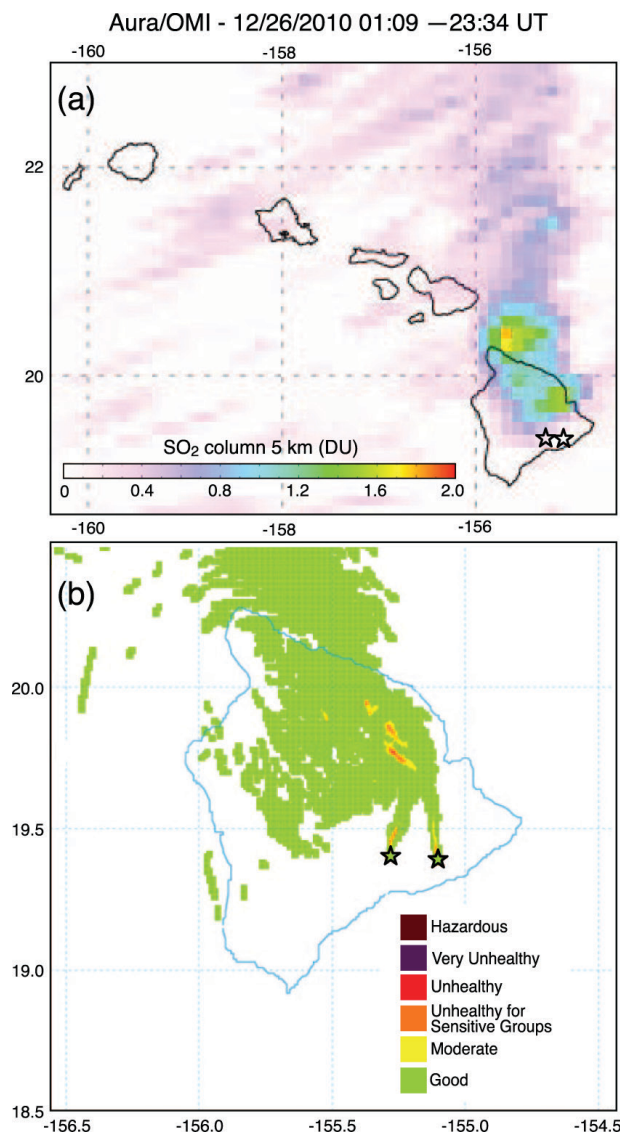 Aura/OMI - 12/26/2010 01:09 —23:34 UT
-160 -158 -156
(a)
22
20
SO₂ column 5 km (DU)
0 0.4 0.8 1.2 1.6 2.0
-160 -158 -156
(b)
20.0
19.5
19.0
18.5
Hazardous
Very Unhealthy
Unhealthy
Unhealthy for
Sensitive Groups
Moderate
Good
-156.5 -156.0 -155.5 -155.0 -154.5